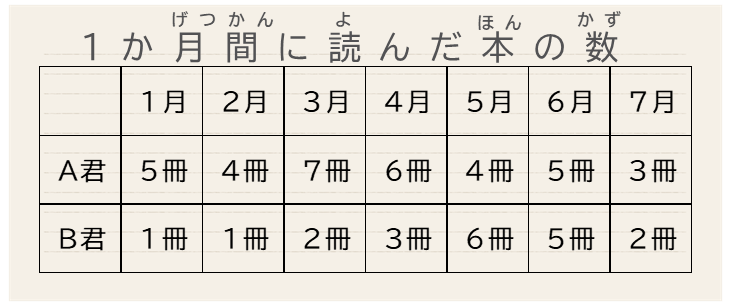 げつかん よ ほん かず
１か月間に読んだ本の数
１月 ２月 ３月 ４月 ５月 ６月 ７月
A君 ５冊 ４冊 ７冊 ６冊 ４冊 ５冊 ３冊
B君 １冊 １冊 ２冊 ３冊 ６冊 ５冊 ２冊